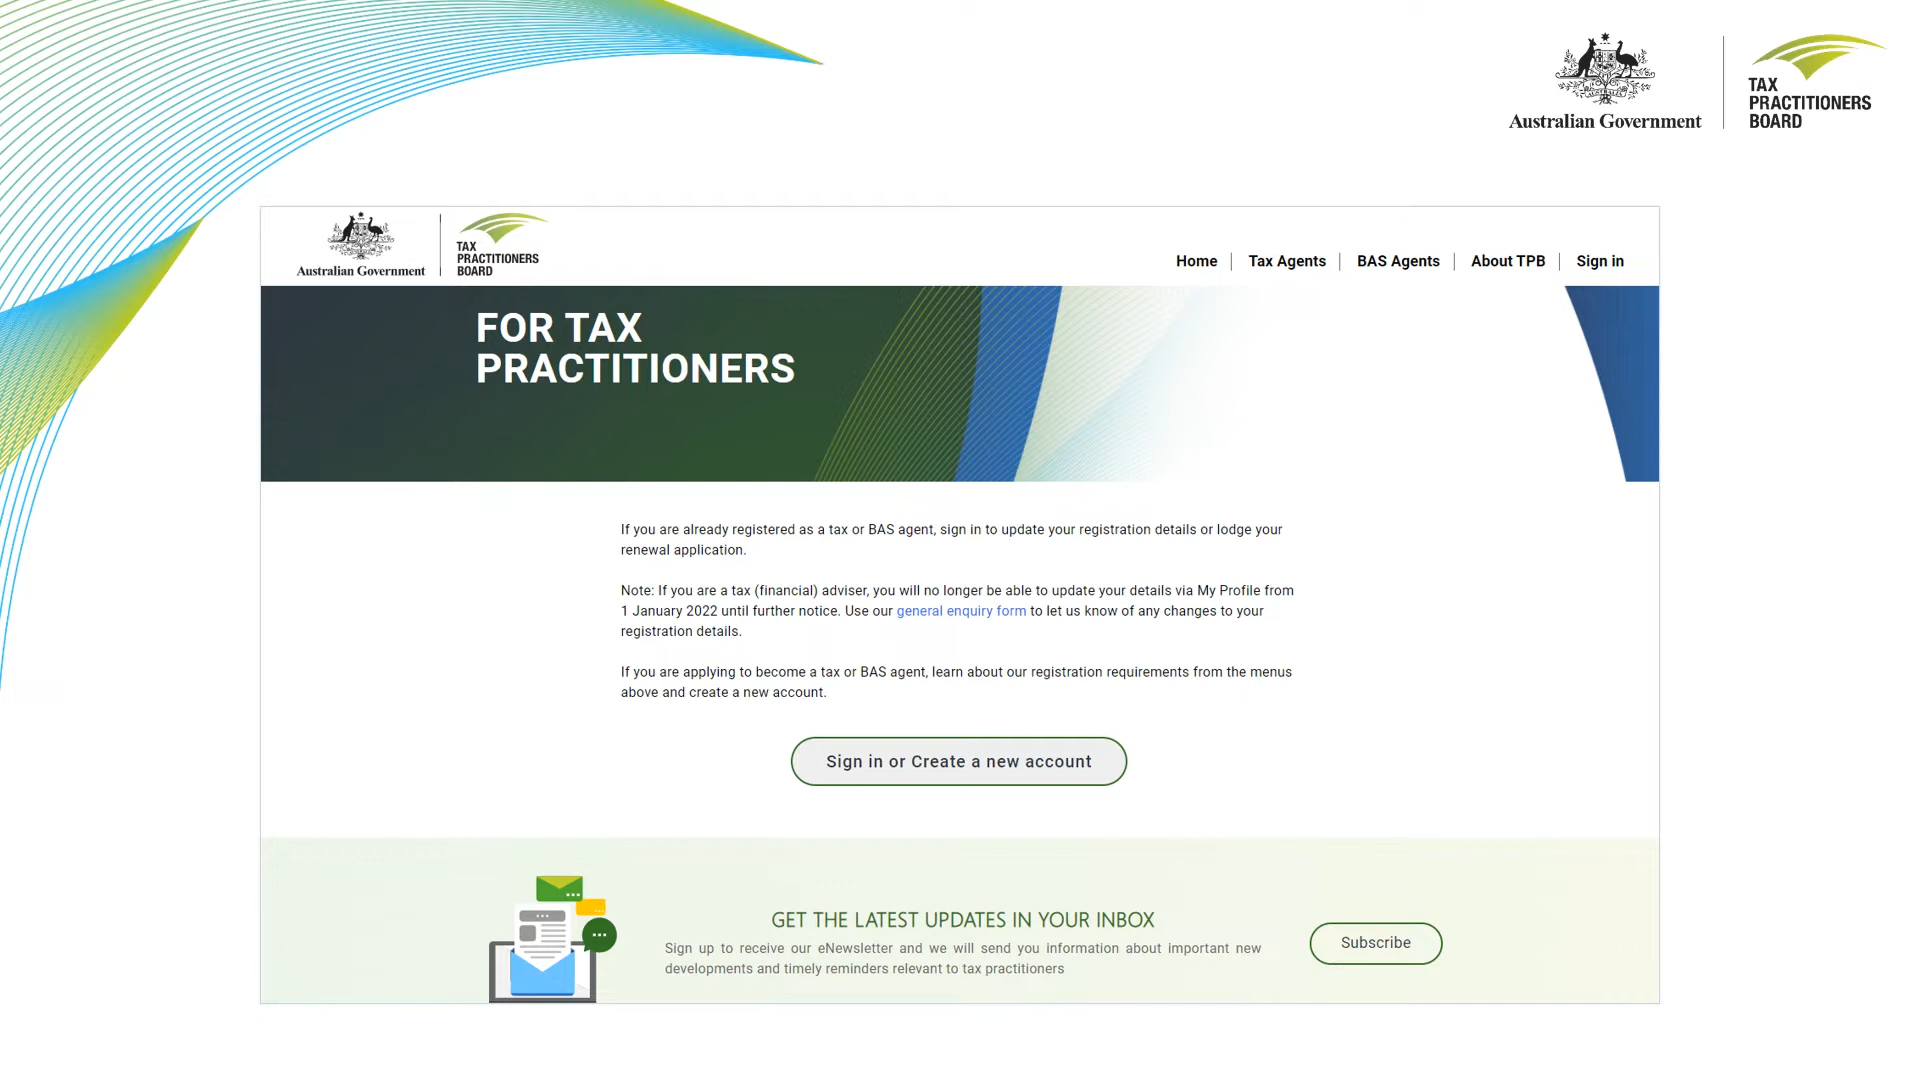 Australian Government
TAX
PRACTITIONERS
BOARD
Australian Government
TAX
PRACTITIONERS
BOARD
Home Tax Agents BAS Agents About TPB Sign in
FOR TAX
PRACTITIONERS
If you are already registered as a tax or BAS agent, sign in to update your registration details or lodge your
renewal application.
Note: If you are a tax (financial) adviser, you will no longer be able to update your details via My Profile from
1 January 2022 until further notice. Use our general enquiry form to let us know of any changes to your
registration details.
If you are applying to become a tax or BAS agent, learn about our registration requirements from the menus
above and create a new account.
Sign in or Create a new account
GET THE LATEST UPDATES IN YOUR INBOX
Sign up to receive our eNewsletter and we will send you information about important new
developments and timely reminders relevant to tax practitioners
Subscribe